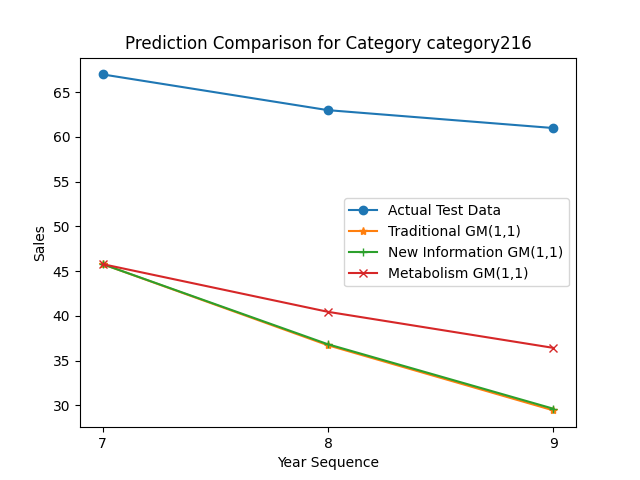 Prediction Comparison for Category category216
Sales
65
60
55
50
45
40
35
30
Actual Test Data
Traditional GM(1,1)
New Information GM(1,1)
Metabolism GM(1,1)
7
8
9
Year Sequence